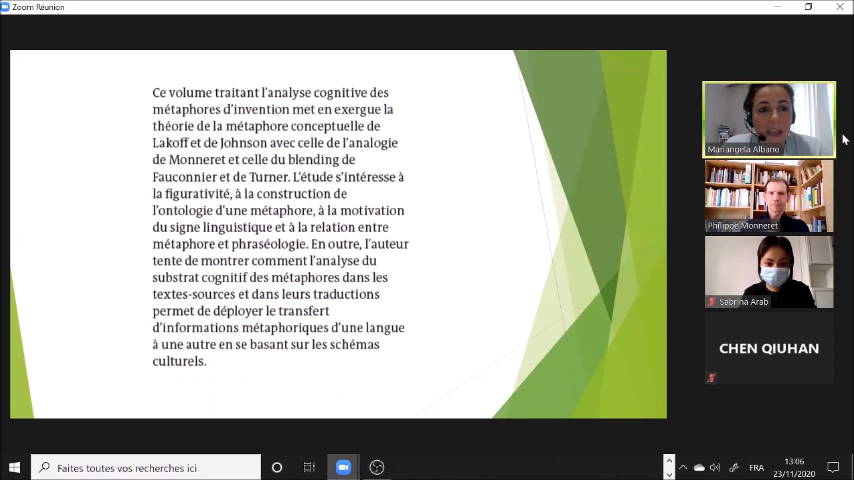 Zoom Réunion
Ce volume traitant l'analyse cognitive des
métaphores d'invention met en exergue la
théorie de la métaphore conceptuelle de
Lakoff et de Johnson avec celle de l'analogie
de Monneret et celle du blending de
Fauconnier et de Turner. L'étude s'intéresse à
la figurativité, à la construction de
l'ontologie d'une métaphore, à la motivation
du signe linguistique et à la relation entre
métaphore et phraséologie. En outre, l'auteur
tente de montrer comment l'analyse du
substrat cognitif des métaphores dans les
textes-sources et dans leurs traductions
permet de déployer le transfert
d'informations métaphoriques d'une langue
à une autre en se basant sur les schémas
culturels.
Mariangela Albano
Philippe Monneret
Sabrina Arab
CHEN QIUHAN
Faites toutes vos recherches ici
FRA
13:06
23/11/2020